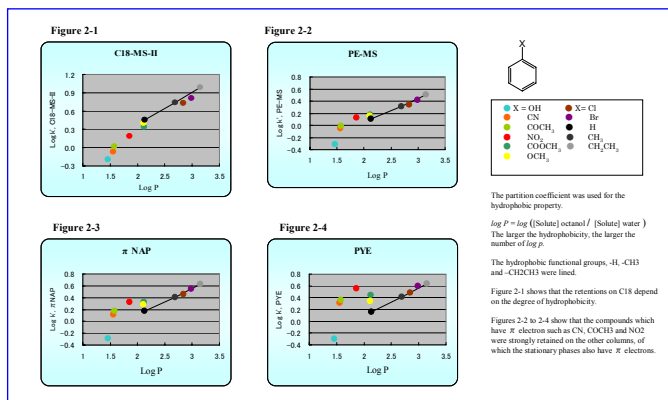 Figure 2-1
C18-MS-II
Log k', C18-MS-II
1.2
0.9
0.6
0.3
0.0
−0.3
1 1.5 2 2.5 3 3.5
Log P
Figure 2-2
PE-MS
Log k', PE-MS
0.8
0.6
0.4
0.2
0.0
−0.2
−0.4
1 1.5 2 2.5 3 3.5
Log P
Figure 2-3
π NAP
Log k', πNAP
0.8
0.6
0.4
0.2
0.0
−0.2
−0.4
1 1.5 2 2.5 3 3.5
Log P
Figure 2-4
PYE
Log k', PYE
0.8
0.6
0.4
0.2
0.0
−0.2
−0.4
1 1.5 2 2.5 3 3.5
Log P
X
X = OH X= Cl
CN Br
COCH3 H
NO2 CH3
COOCH3 CH2CH3
OCH3
The partition coefficient was used for the
hydrophobic property.
log P = log ([Solute] octanol / [Solute] water )
The larger the hydrophobicity, the larger the
number of log p.
The hydrophobic functional groups, -H, -CH3
and –CH2CH3 were lined.
Figure 2-1 shows that the retentions on C18 depend
on the degree of hydrophobicity.
Figures 2-2 to 2-4 show that the compounds which
have π electron such as CN, COCH3 and NO2
were strongly retained on the other columns, of
which the stationary phases also have π electrons.